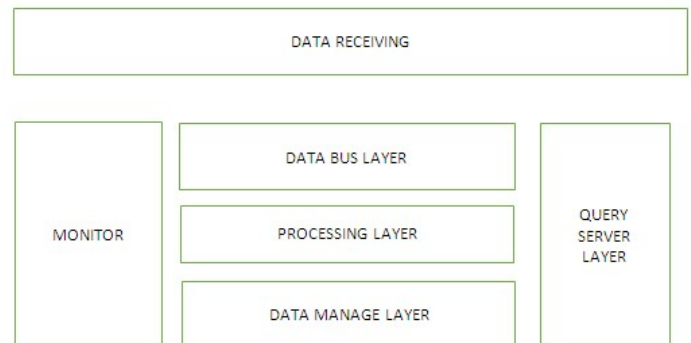 DATA RECEIVING
MONITOR
DATA BUS LAYER
PROCESSING LAYER
DATA MANAGE LAYER
QUERY
SERVER
LAYER